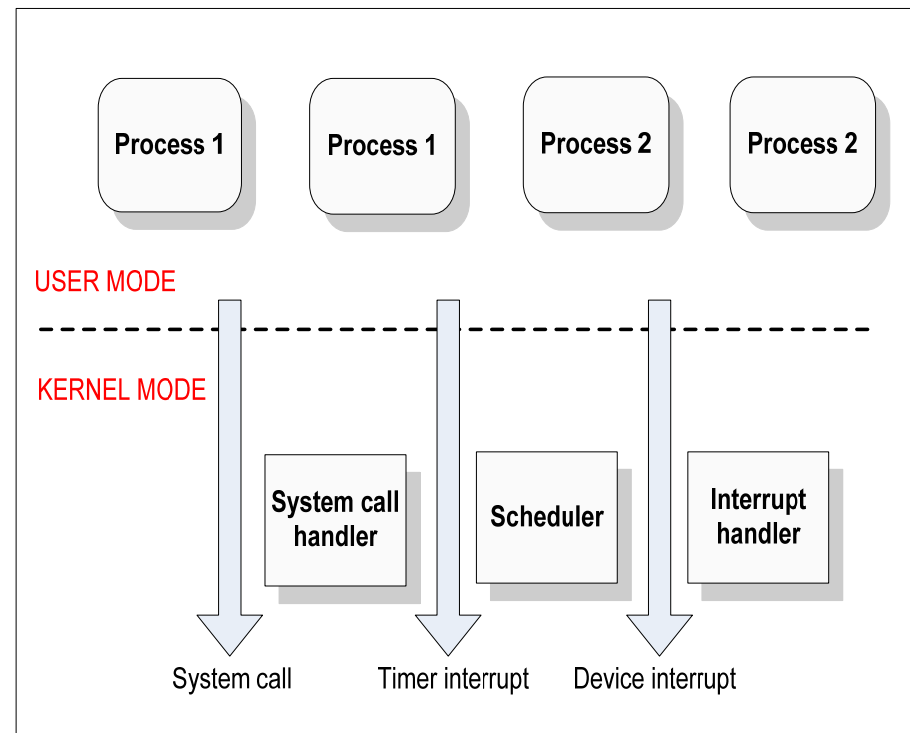 Process 1
Process 1
Process 2
Process 2
USER MODE
KERNEL MODE
System call
handler
Scheduler
Interrupt
handler
System call
Timer interrupt
Device interrupt